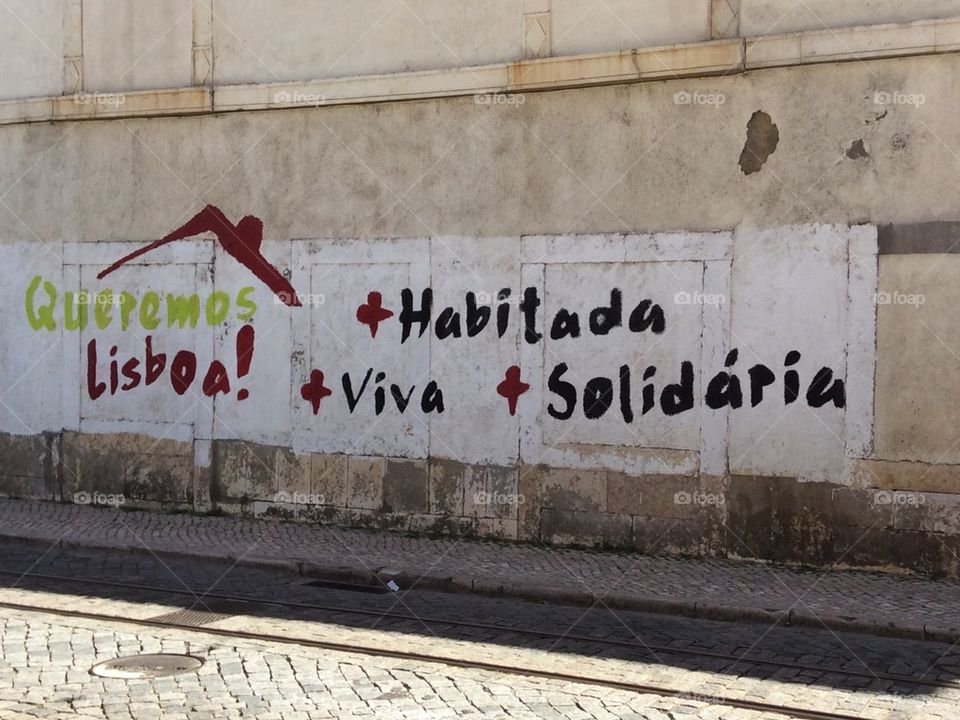 Queremos
Lisboa!
+ Habitada
+ Viva + Solidária